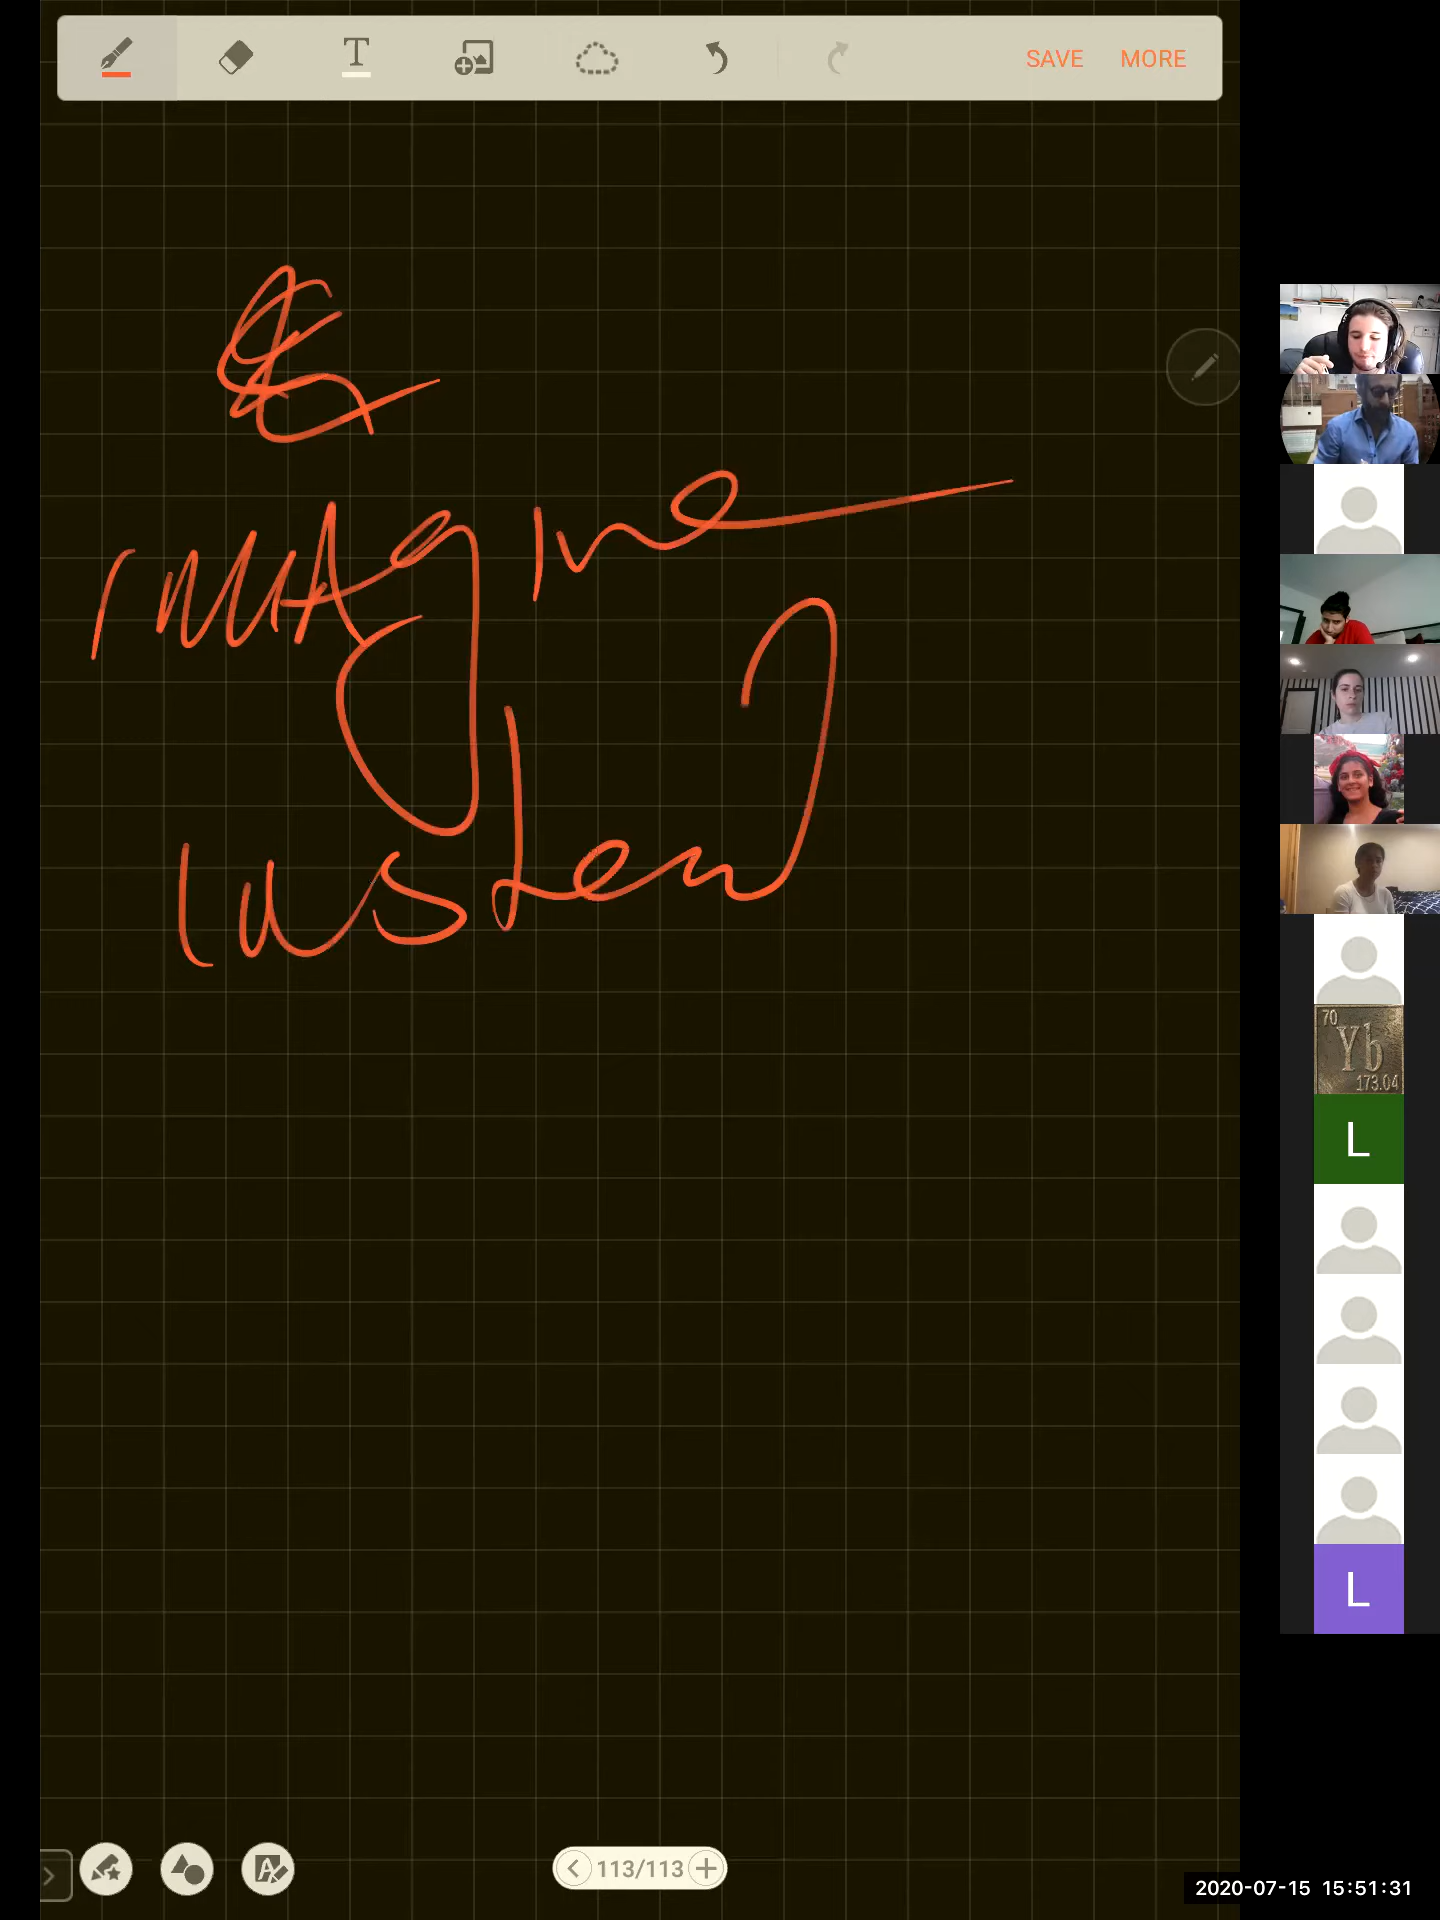 T
SAVE MORE
imagine
instead
70
Yb
173.04
L
L
113/113
2020-07-15 15:51:31